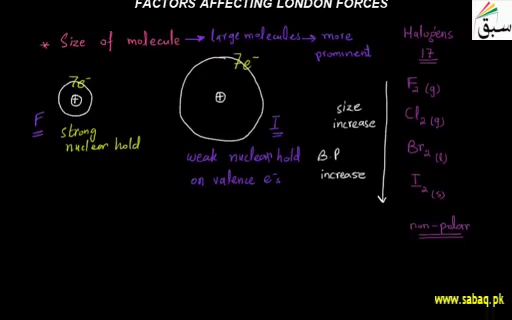 FACTORS AFFECTING LONDON FORCES
* Size of molecule → large molecules → more prominent
Halogens
17
سبق
7e⁻
+
F
strong
nuclear hold
7e⁻
+
I
weak nuclear hold
on valence e⁻s
size
increase
B.P
increase
F₂ (g)
Cl₂ (g)
Br₂ (l)
I₂ (s)
non-polar
www.sabaq.pk